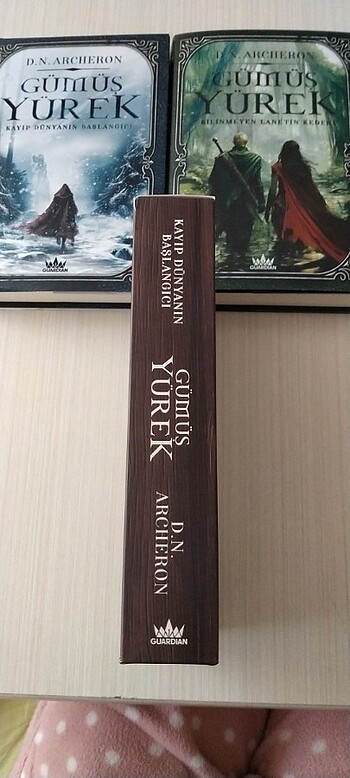 D.N. ARCHERON
GÜMÜŞ
YÜREK
KAYIP DÜNYANIN BAŞLANGICI
GUARDIAN
D.N. ARCHERON
GÜMÜŞ
YÜREK
BİLİNMEYEN LANETİN KEDERİ
GUARDIAN
KAYIP DÜNYANIN
BAŞLANGICI
GÜMÜŞ
YÜREK
D.N.
ARCHERON
GUARDIAN